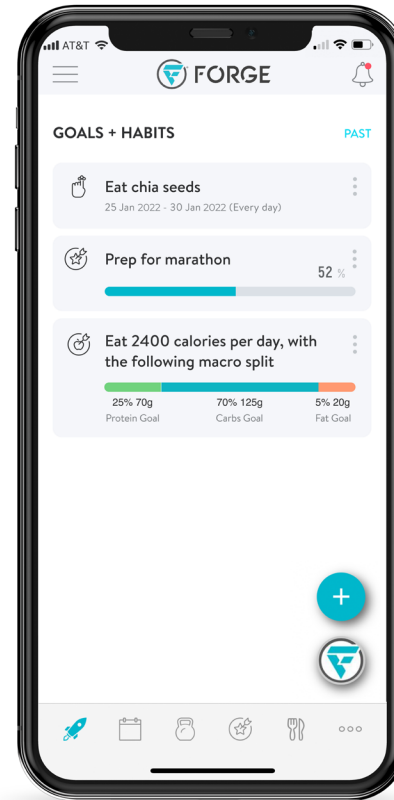 AT&T
FORGE
GOALS + HABITS
PAST
Eat chia seeds
25 Jan 2022 - 30 Jan 2022 (Every day)
Prep for marathon
52 %
Eat 2400 calories per day, with
the following macro split
25% 70g 70% 125g 5% 20g
Protein Goal Carbs Goal Fat Goal